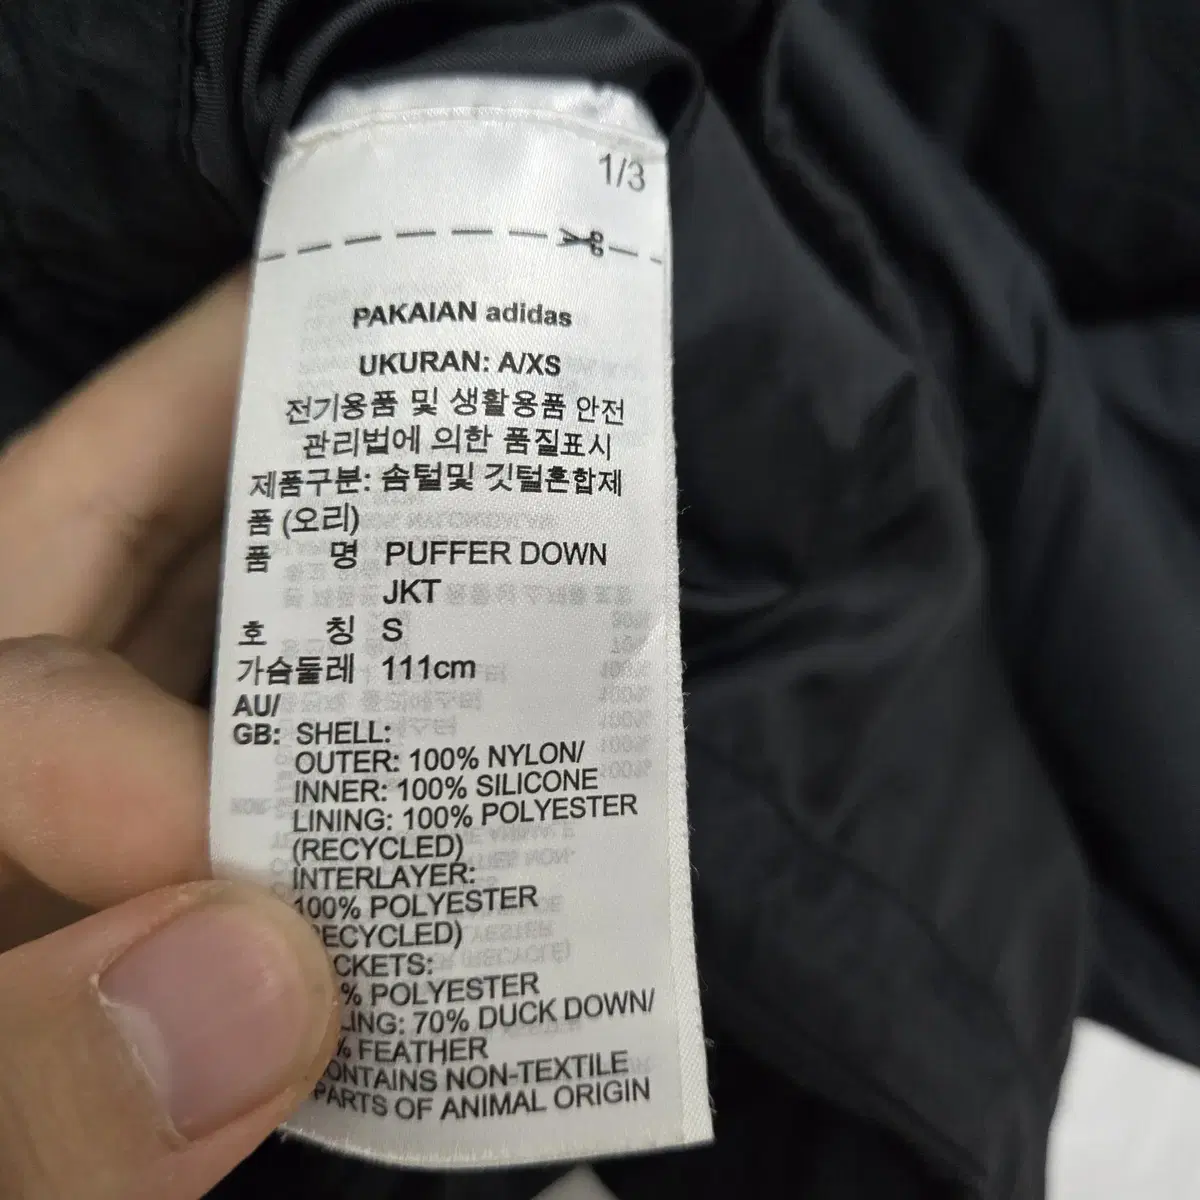 1/3
PAKAIAN adidas
UKURAN: A/XS
전기용품 및 생활용품 안전
관리법에 의한 품질표시
제품구분: 솜털및 깃털혼합제
품 (오리)
품 명 PUFFER DOWN
JKT
호 칭 S
가슴둘레 111cm
AU/
GB: SHELL:
OUTER: 100% NYLON/
INNER: 100% SILICONE
LINING: 100% POLYESTER
(RECYCLED)
INTERLAYER:
100% POLYESTER
ECYCLED)
CKETS:
% POLYESTER
LING: 70% DUCK DOWN/
% FEATHER
ONTAINS NON-TEXTILE
PARTS OF ANIMAL ORIGIN